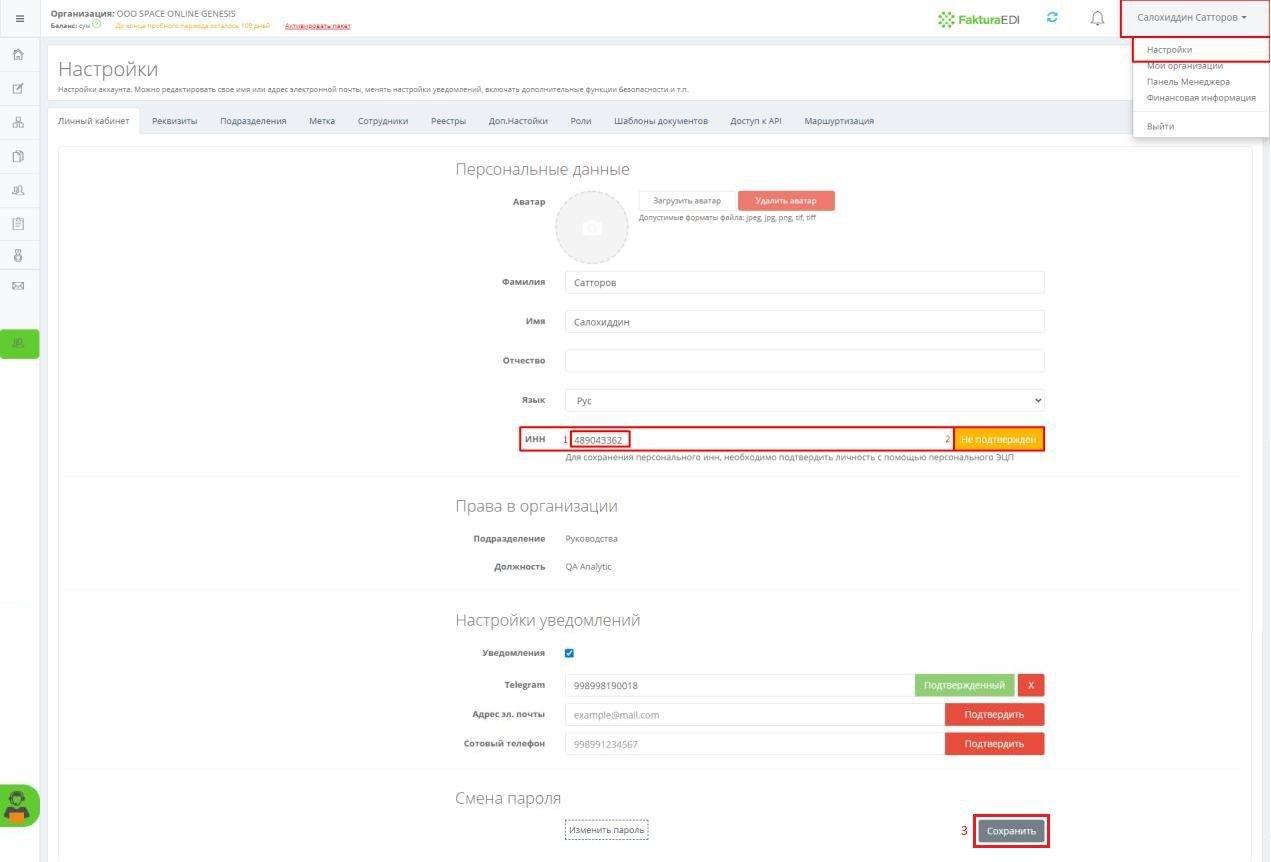 Организация: ООО SPACE ONLINE GENESIS
Баланс: сум До конца пробного периода осталось 109 дней Активировать пакет
FakturaEDI
Салохиддин Сатторов
Настройки
Мои организации
Панель Менеджера
Финансовая информация
Выйти
Настройки
Настройки аккаунта. Можно редактировать свое имя или адрес электронной почты, менять настройки уведомлений, включать дополнительные функции безопасности и т.п.
Личный кабинет Реквизиты Подразделения Метка Сотрудники Реестры Доп.Настойки Роли Шаблоны документов Доступ к API Маршуртизация
Персональные данные
Аватар Загрузить аватар Удалить аватар
Допустимые форматы файла: jpeg, jpg, png, tif, tiff
Фамилия Сатторов
Имя Салохиддин
Отчество
Язык Рус
ИНН 1 489043362 2 Не подтвержден
Для сохранения персонального инн, необходимо подтвердить личность с помощью персонального ЭЦП
Права в организации
Подразделение Руководства
Должность QA Analytic
Настройки уведомлений
Уведомления
Telegram 998998190018 Подтвержденный X
Адрес эл. почты example@mail.com Подтвердить
Сотовый телефон 998991234567 Подтвердить
Смена пароля
Изменить пароль 3 Сохранить